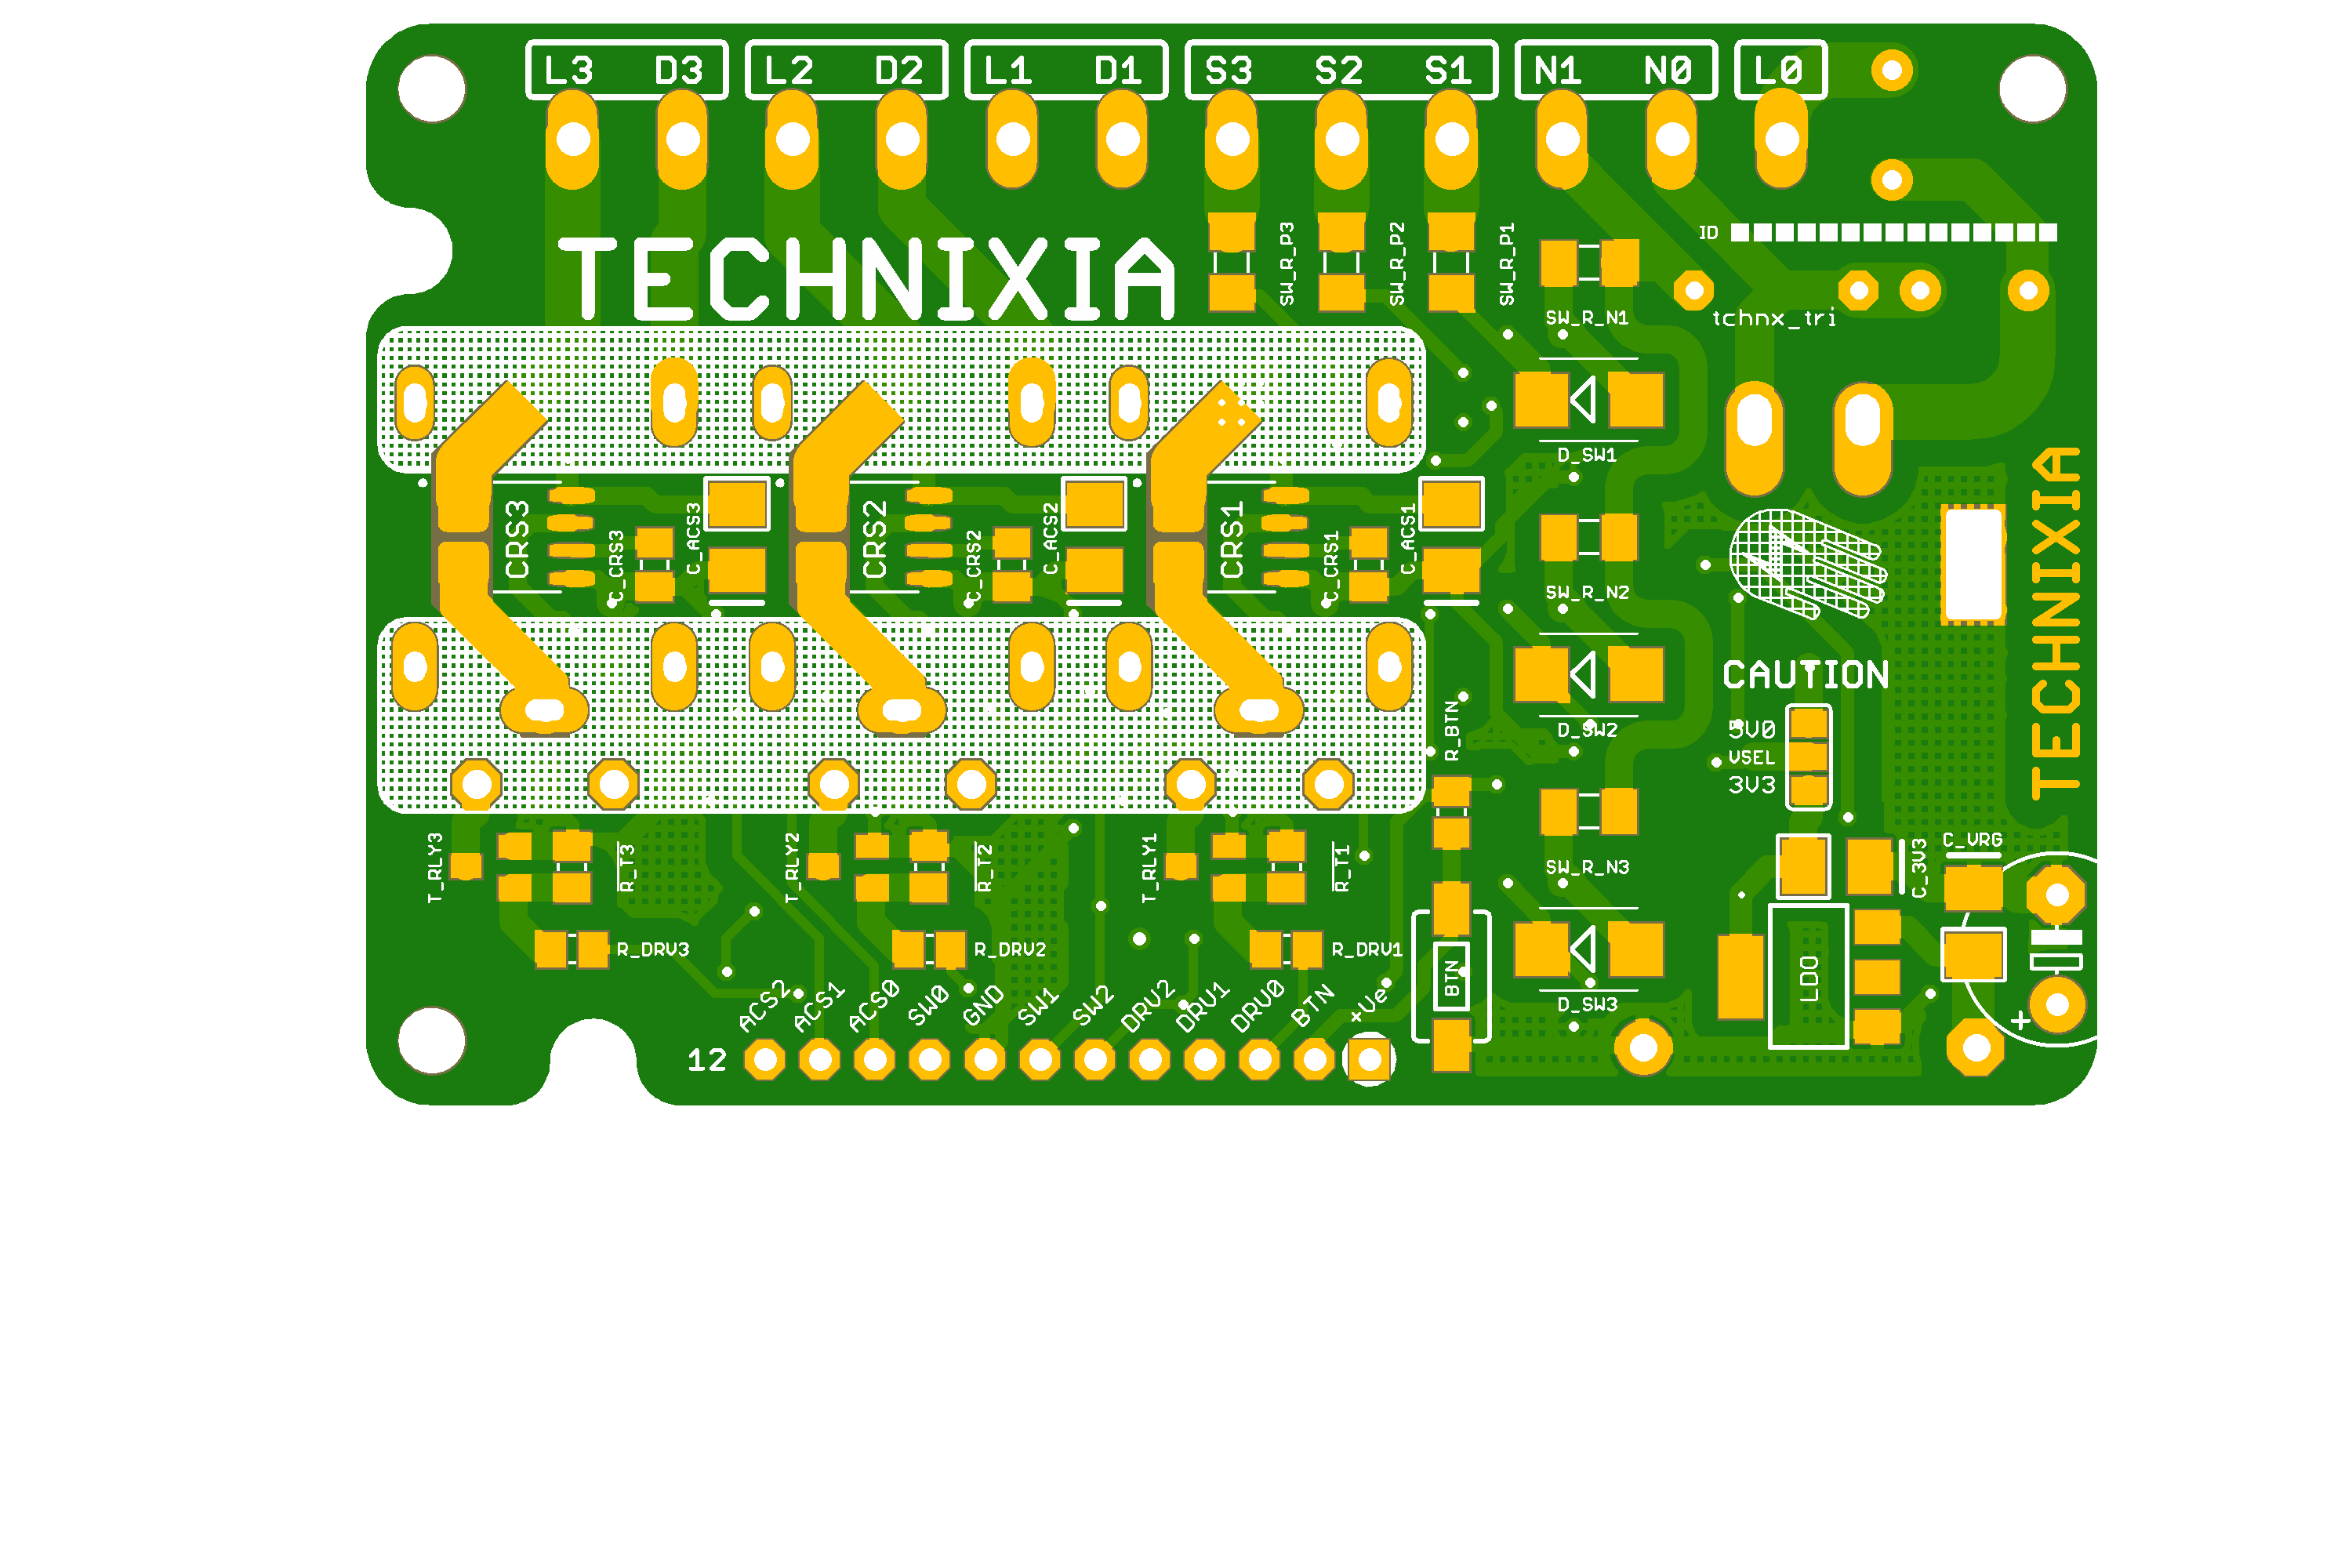 L3 D3 L2 D2 L1 D1 S3 S2 S1 N1 N0 L0
TECHNIXIA
SW_R_P3
SW_R_P2
SW_R_P1
ID
SW_R_N1
tchnx_tri
D_SW1
CRS3
C_CRS3
C_ACS3
CRS2
C_CRS2
C_ACS2
CRS1
C_CRS1
C_ACS1
SW_R_N2
TECHNIXIA
CAUTION
R_BTN
D_SW2
5V0
VSEL
3V3
T_RLY3
R_T3
T_RLY2
R_T2
T_RLY1
R_T1
SW_R_N3
C_3V3
C_VRG
R_DRV3
R_DRV2
R_DRV1
BTN
LDO
D_SW3
+
12
ACS2
ACS1
ACS0
SW0
GND
SW1
SW2
DRV2
DRV1
DRV0
BTN
+Ve